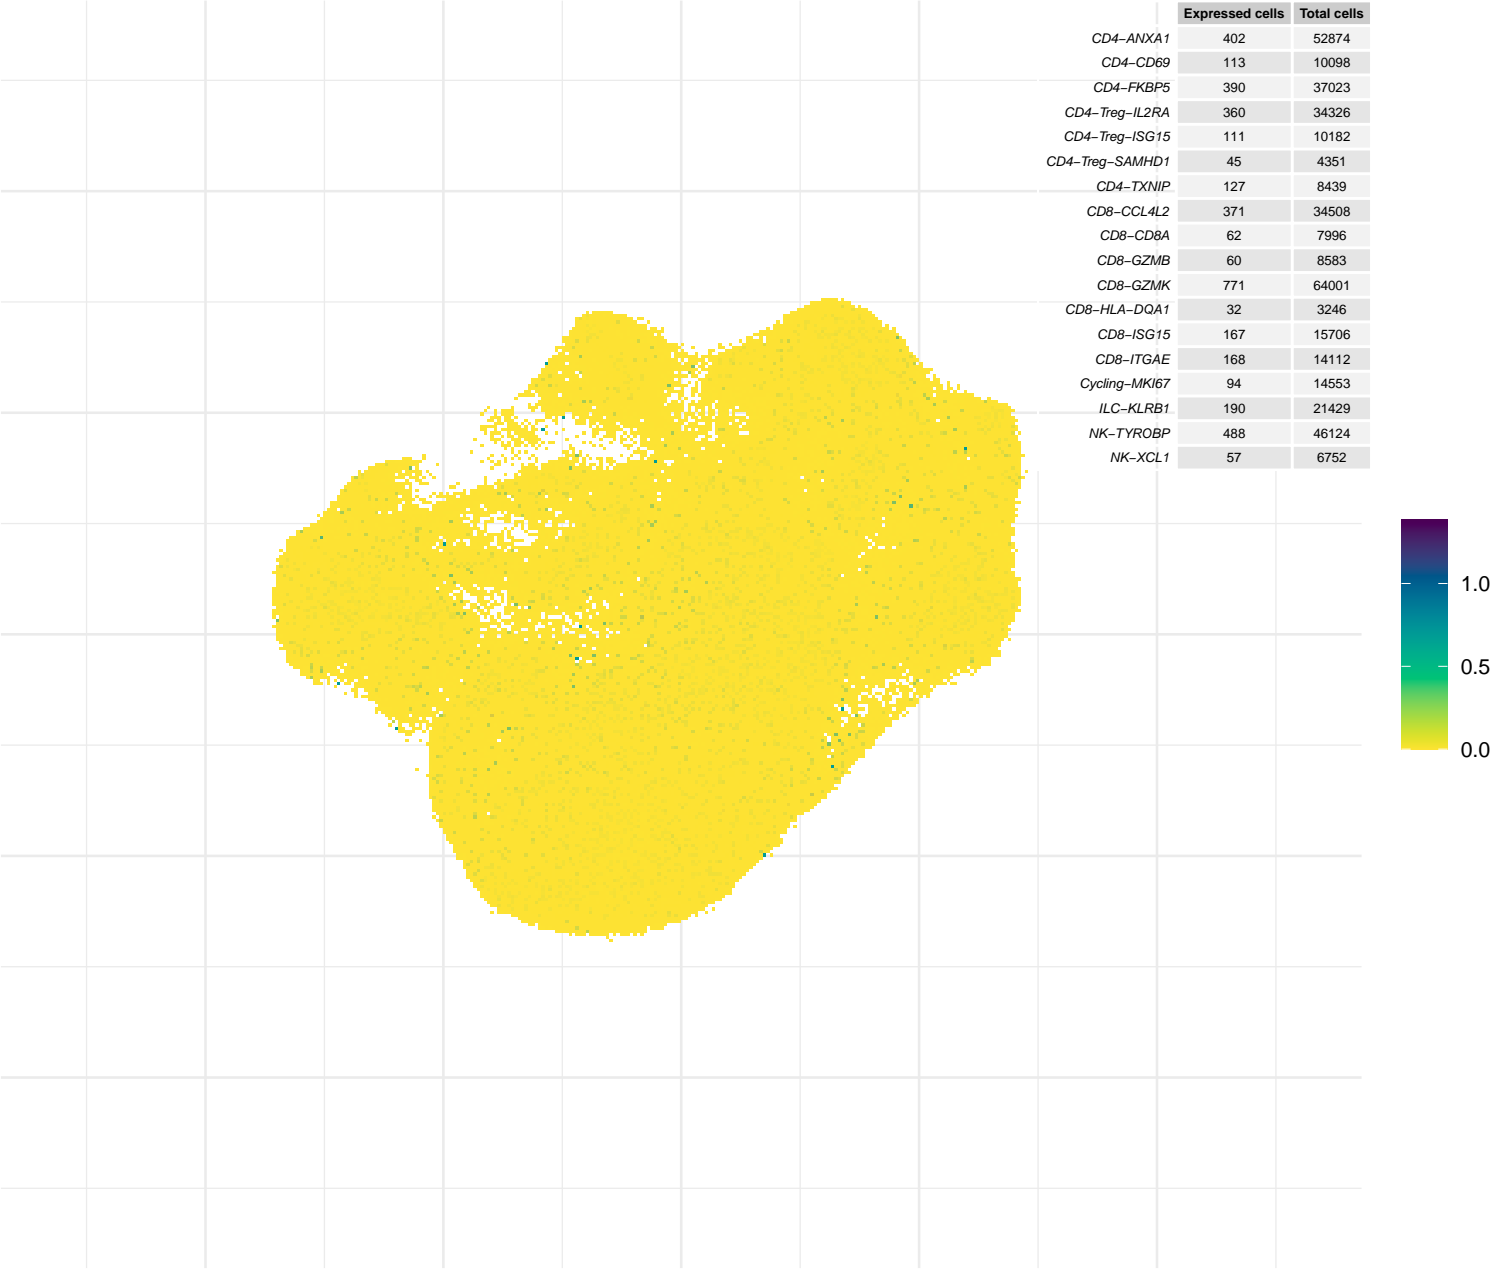 Expressed cells Total cells
CD4−ANXA1 402 52874
CD4−CD69 113 10098
CD4−FKBP5 390 37023
CD4−Treg−IL2RA 360 34326
CD4−Treg−ISG15 111 10182
CD4−Treg−SAMHD1 45 4351
CD4−TXNIP 127 8439
CD8−CCL4L2 371 34508
CD8−CD8A 62 7996
CD8−GZMB 60 8583
CD8−GZMK 771 64001
CD8−HLA−DQA1 32 3246
CD8−ISG15 167 15706
CD8−ITGAE 168 14112
Cycling−MKI67 94 14553
ILC−KLRB1 190 21429
NK−TYROBP 488 46124
NK−XCL1 57 6752
1.0
0.5
0.0